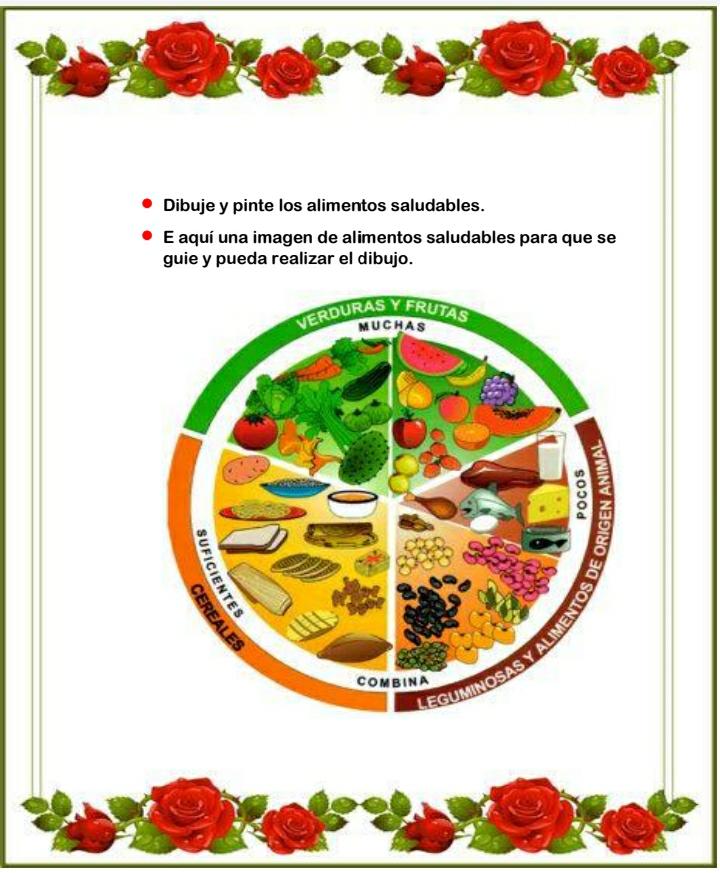 Dibuje y pinte los alimentos saludables.
E aquí una imagen de alimentos saludables para que se
guie y pueda realizar el dibujo.
VERDURAS Y FRUTAS
MUCHAS
POCOS
LEGUMINOSAS Y ALIMENTOS DE ORIGEN ANIMAL
SUFICIENTES
CEREALES
COMBINA